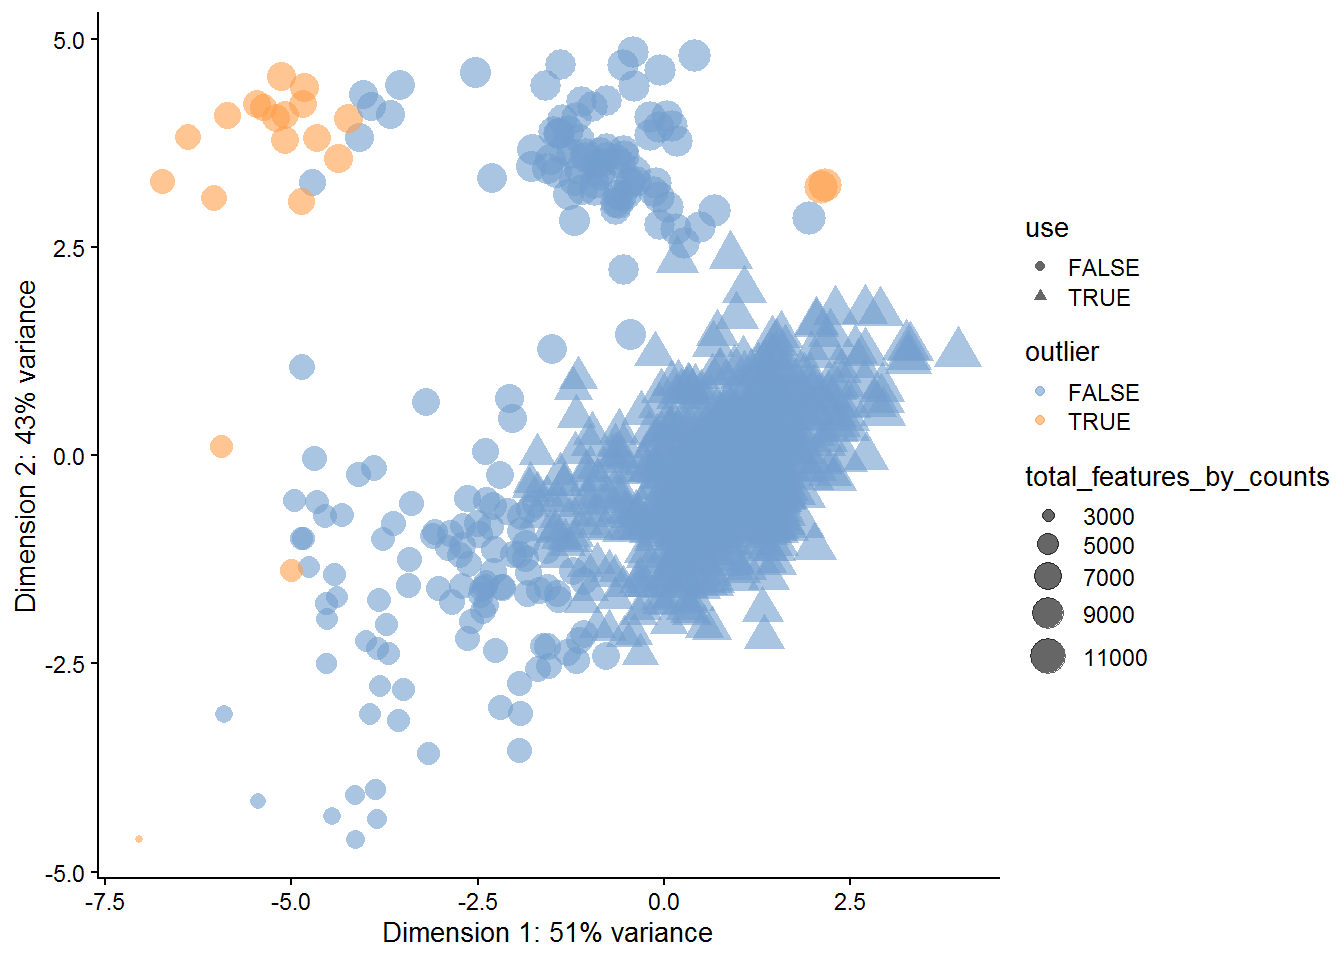 5.0
2.5
0.0
-2.5
-5.0
Dimension 2: 43% variance
-7.5
-5.0
-2.5
0.0
2.5
Dimension 1: 51% variance
use
FALSE
TRUE
outlier
FALSE
TRUE
total_features_by_counts
3000
5000
7000
9000
11000